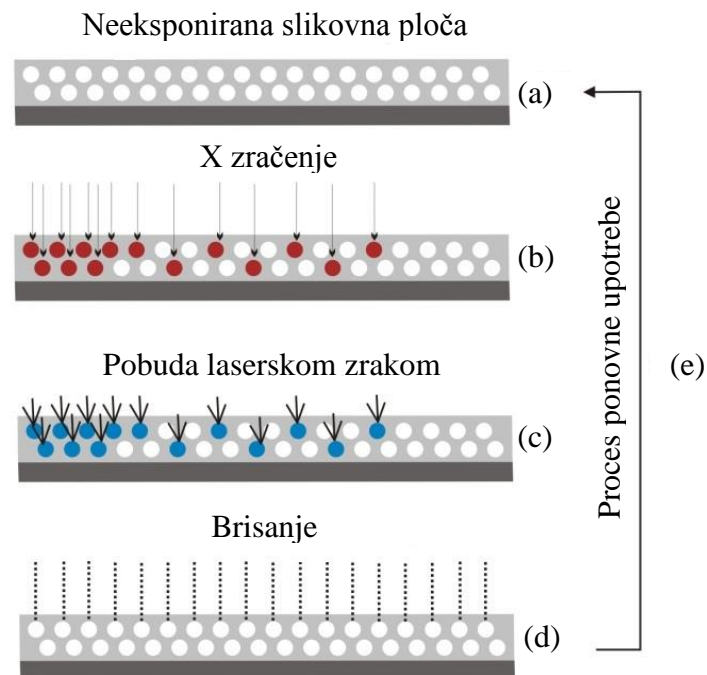 Neeksponirana slikovna ploča
(a)
X zračenje
(b)
Pobuda laserskom zrakom
(c)
Brisanje
(d)
Proces ponovne upotrebe
(e)